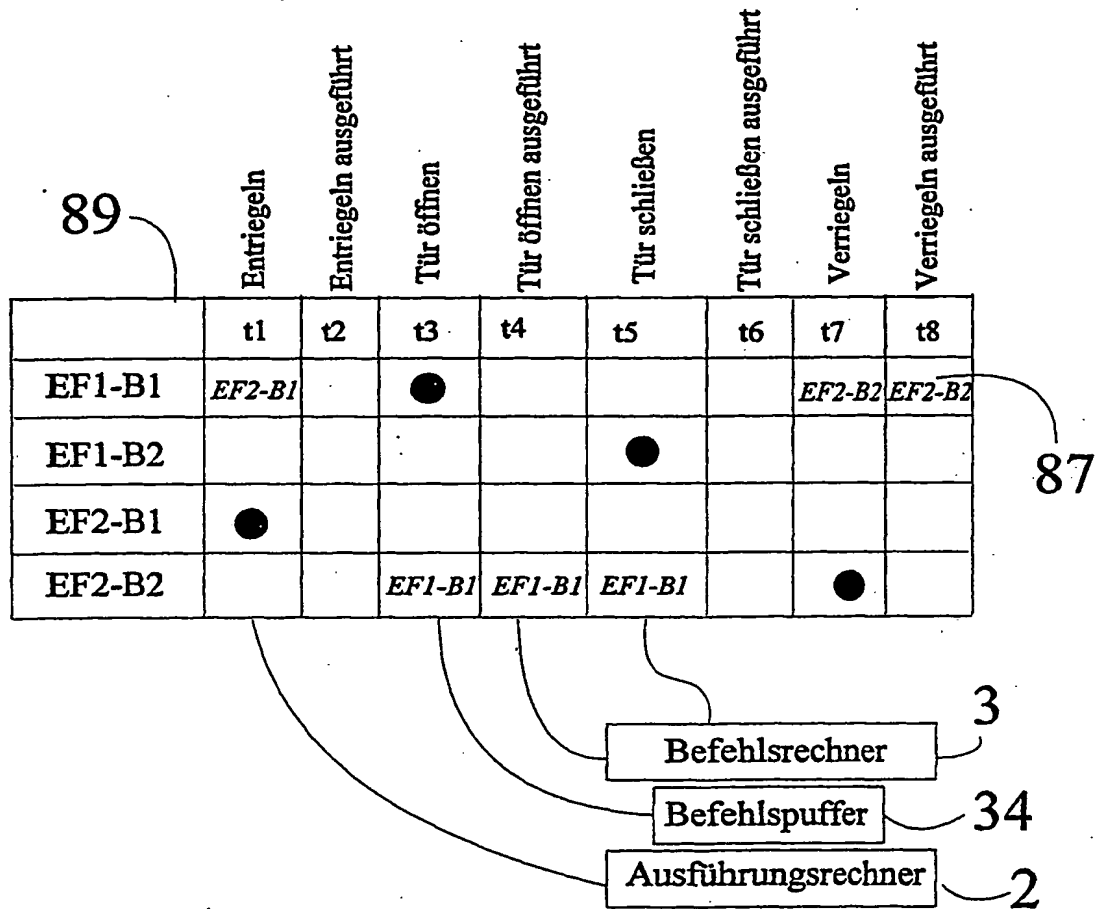 89
Entriegeln
Entriegeln ausgeführt
Tür öffnen
Tür öffnen ausgeführt
Tür schließen
Tür schließen ausgeführt
Verriegeln
Verriegeln ausgeführt
t1 t2 t3 t4 t5 t6 t7 t8
EF1-B1 EF2-B1 EF2-B2 EF2-B2
87
EF1-B2
EF2-B1
EF2-B2 EF1-B1 EF1-B1 EF1-B1
Befehlsrechner 3
Befehlspuffer 34
Ausführungsrechner 2